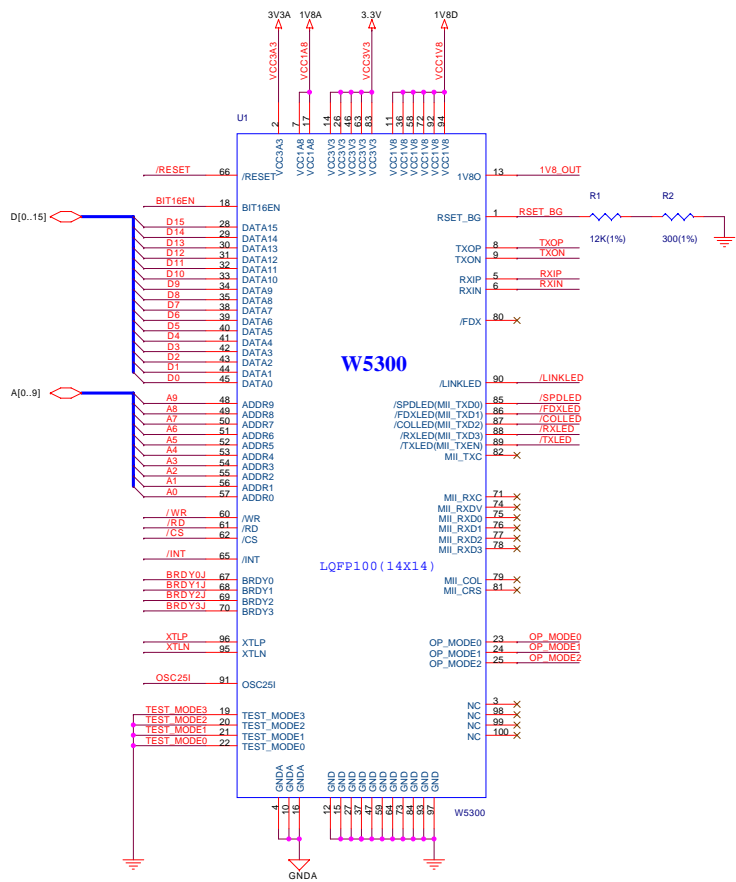 3V3A 1V8A 3.3V 1V8D
VCC3A3 VCC1A8 VCC3V3 VCC1V8
U1
2 7 17 14 26 46 63 83 11 36 58 72 92 94
VCC3A3 VCC1A8 VCC1A8 VCC3V3 VCC3V3 VCC3V3 VCC3V3 VCC3V3 VCC1V8 VCC1V8 VCC1V8 VCC1V8 VCC1V8 VCC1V8
/RESET 66 /RESET
1V8O 13 1V8_OUT
BIT16EN 18 BIT16EN
RSET_BG 1 RSET_BG
R1 R2
12K(1%) 300(1%)
D[0..15]
D15 28 DATA15
D14 29 DATA14
D13 30 DATA13
D12 31 DATA12
D11 32 DATA11
D10 33 DATA10
D9 34 DATA9
D8 35 DATA8
D7 38 DATA7
D6 39 DATA6
D5 40 DATA5
D4 41 DATA4
D3 42 DATA3
D2 43 DATA2
D1 44 DATA1
D0 45 DATA0
TXOP 8 TXOP
TXON 9 TXON
RXIP 5 RXIP
RXIN 6 RXIN
/FDX 80
W5300
/LINKLED 90 /LINKLED
/SPDLED(MII_TXD0) 85 /SPDLED
/FDXLED(MII_TXD1) 86 /FDXLED
/COLLED(MII_TXD2) 87 /COLLED
/RXLED(MII_TXD3) 88 /RXLED
/TXLED(MII_TXEN) 89 /TXLED
MII_TXC 82
A[0..9]
A9 48 ADDR9
A8 49 ADDR8
A7 50 ADDR7
A6 51 ADDR6
A5 52 ADDR5
A4 53 ADDR4
A3 54 ADDR3
A2 55 ADDR2
A1 56 ADDR1
A0 57 ADDR0
MII_RXC 71
MII_RXDV 74
MII_RXD0 75
MII_RXD1 76
MII_RXD2 77
MII_RXD3 78
/WR 60 /WR
/RD 61 /RD
/CS 62 /CS
/INT 65 /INT
LQFP100(14X14)
MII_COL 79
MII_CRS 81
BRDY0J 67 BRDY0
BRDY1J 68 BRDY1
BRDY2J 69 BRDY2
BRDY3J 70 BRDY3
XTLP 96 XTLP
XTLN 95 XTLN
OP_MODE0 23 OP_MODE0
OP_MODE1 24 OP_MODE1
OP_MODE2 25 OP_MODE2
OSC25I 91 OSC25I
NC 3
NC 98
NC 99
NC 100
TEST_MODE3 19 TEST_MODE3
TEST_MODE2 20 TEST_MODE2
TEST_MODE1 21 TEST_MODE1
TEST_MODE0 22 TEST_MODE0
GNDA GNDA GNDA GND GND GND GND GND GND GND GND GND GND GND
4 10 16 12 15 27 37 47 59 64 73 84 93 97
W5300
GNDA